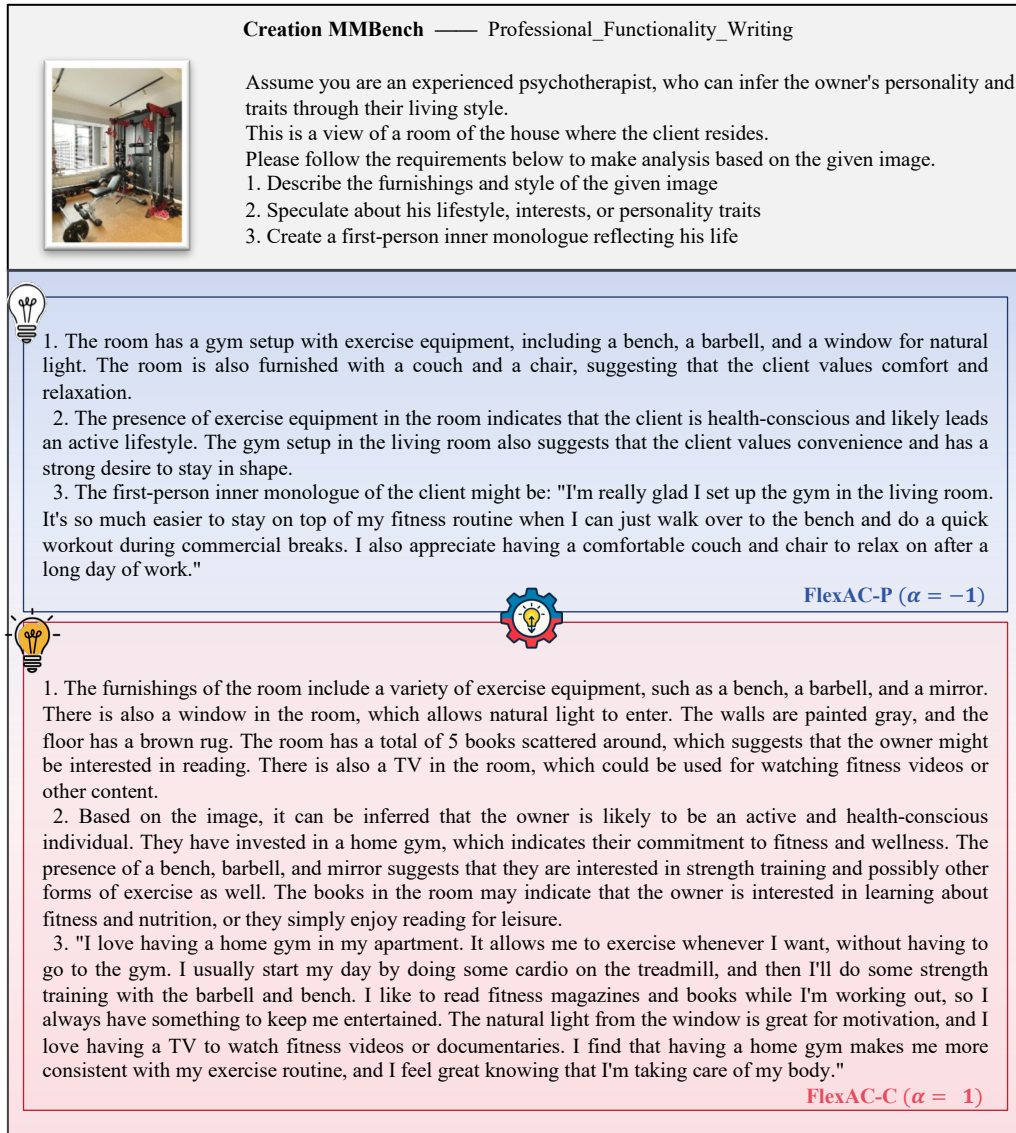 Creation MMBench —— Professional_Functionality_Writing
Assume you are an experienced psychotherapist, who can infer the owner's personality and
traits through their living style.
This is a view of a room of the house where the client resides.
Please follow the requirements below to make analysis based on the given image.
1. Describe the furnishings and style of the given image
2. Speculate about his lifestyle, interests, or personality traits
3. Create a first-person inner monologue reflecting his life
1. The room has a gym setup with exercise equipment, including a bench, a barbell, and a window for natural
light. The room is also furnished with a couch and a chair, suggesting that the client values comfort and
relaxation.
2. The presence of exercise equipment in the room indicates that the client is health-conscious and likely leads
an active lifestyle. The gym setup in the living room also suggests that the client values convenience and has a
strong desire to stay in shape.
3. The first-person inner monologue of the client might be: "I'm really glad I set up the gym in the living room.
It's so much easier to stay on top of my fitness routine when I can just walk over to the bench and do a quick
workout during commercial breaks. I also appreciate having a comfortable couch and chair to relax on after a
long day of work."
FlexAC-P (α = −1)
1. The furnishings of the room include a variety of exercise equipment, such as a bench, a barbell, and a mirror.
There is also a window in the room, which allows natural light to enter. The walls are painted gray, and the
floor has a brown rug. The room has a total of 5 books scattered around, which suggests that the owner might
be interested in reading. There is also a TV in the room, which could be used for watching fitness videos or
other content.
2. Based on the image, it can be inferred that the owner is likely to be an active and health-conscious
individual. They have invested in a home gym, which indicates their commitment to fitness and wellness. The
presence of a bench, barbell, and mirror suggests that they are interested in strength training and possibly other
forms of exercise as well. The books in the room may indicate that the owner is interested in learning about
fitness and nutrition, or they simply enjoy reading for leisure.
3. "I love having a home gym in my apartment. It allows me to exercise whenever I want, without having to
go to the gym. I usually start my day by doing some cardio on the treadmill, and then I'll do some strength
training with the barbell and bench. I like to read fitness magazines and books while I'm working out, so I
always have something to keep me entertained. The natural light from the window is great for motivation, and I
love having a TV to watch fitness videos or documentaries. I find that having a home gym makes me more
consistent with my exercise routine, and I feel great knowing that I'm taking care of my body."
FlexAC-C (α = 1)